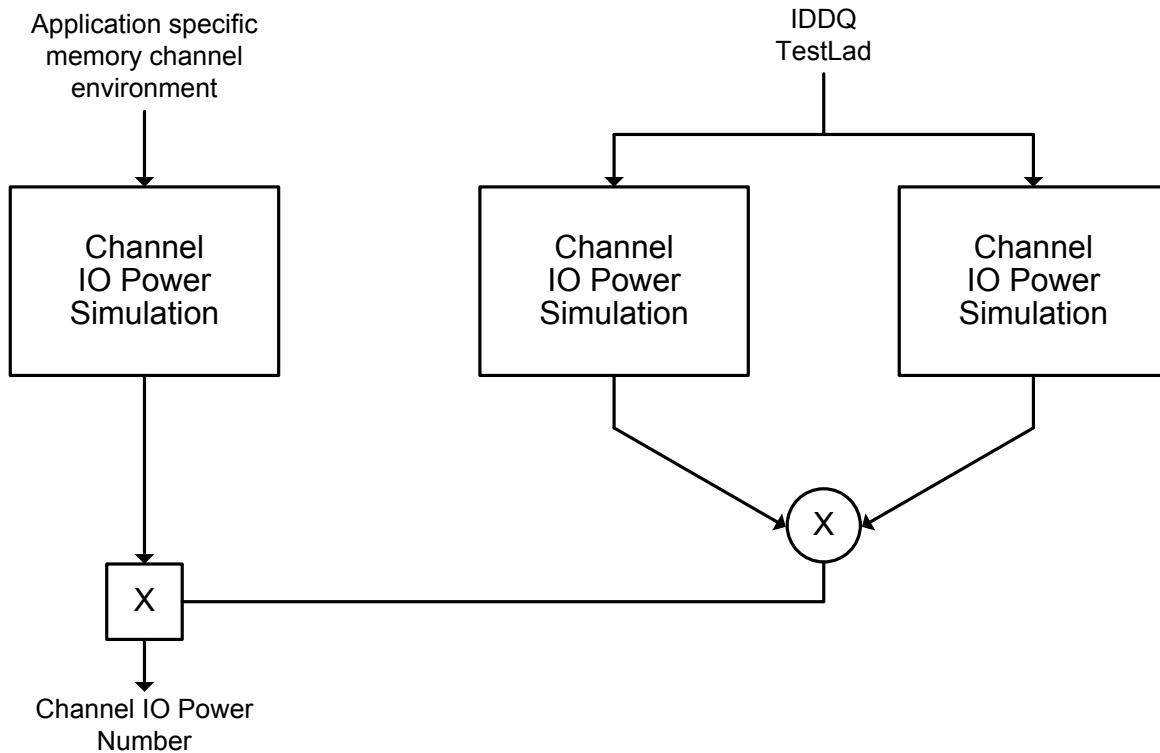 Application specific
memory channel
environment
IDDQ
TestLad
Channel
IO Power
Simulation
Channel
IO Power
Simulation
Channel
IO Power
Simulation
X
X
Channel IO Power
Number